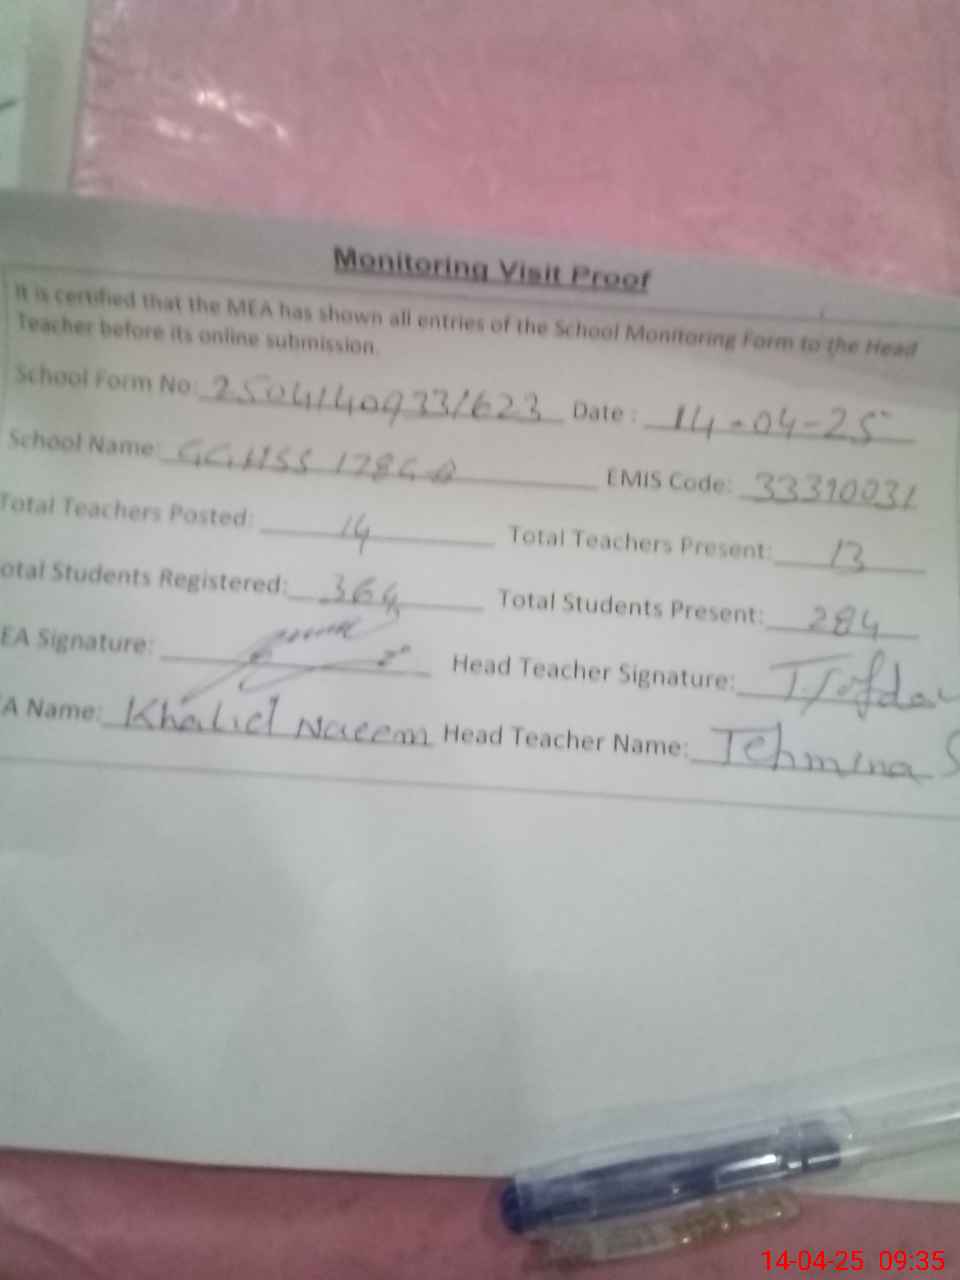 Monitoring Visit Proof
It is certified that the MEA has shown all entries of the School Monitoring Form to the Head
Teacher before its online submission.
School Form No: 25041409331623 Date : 14-04-25
School Name: GGHSS 178GB EMIS Code: 33310031
Total Teachers Posted: 14 Total Teachers Present: 13
otal Students Registered: 364 Total Students Present: 284
EA Signature: Head Teacher Signature:
A Name: Khalid Naeem Head Teacher Name: Tehmina S
14-04-25 09:35